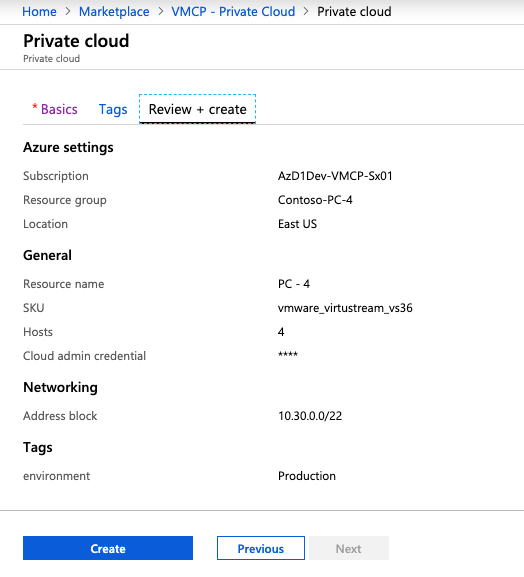 Home > Marketplace > VMCP - Private Cloud > Private cloud
Private cloud
Private cloud
* Basics Tags Review + create
Azure settings
Subscription AzD1Dev-VMCP-Sx01
Resource group Contoso-PC-4
Location East US
General
Resource name PC - 4
SKU vmware_virtustream_vs36
Hosts 4
Cloud admin credential ****
Networking
Address block 10.30.0.0/22
Tags
environment Production
Create Previous Next